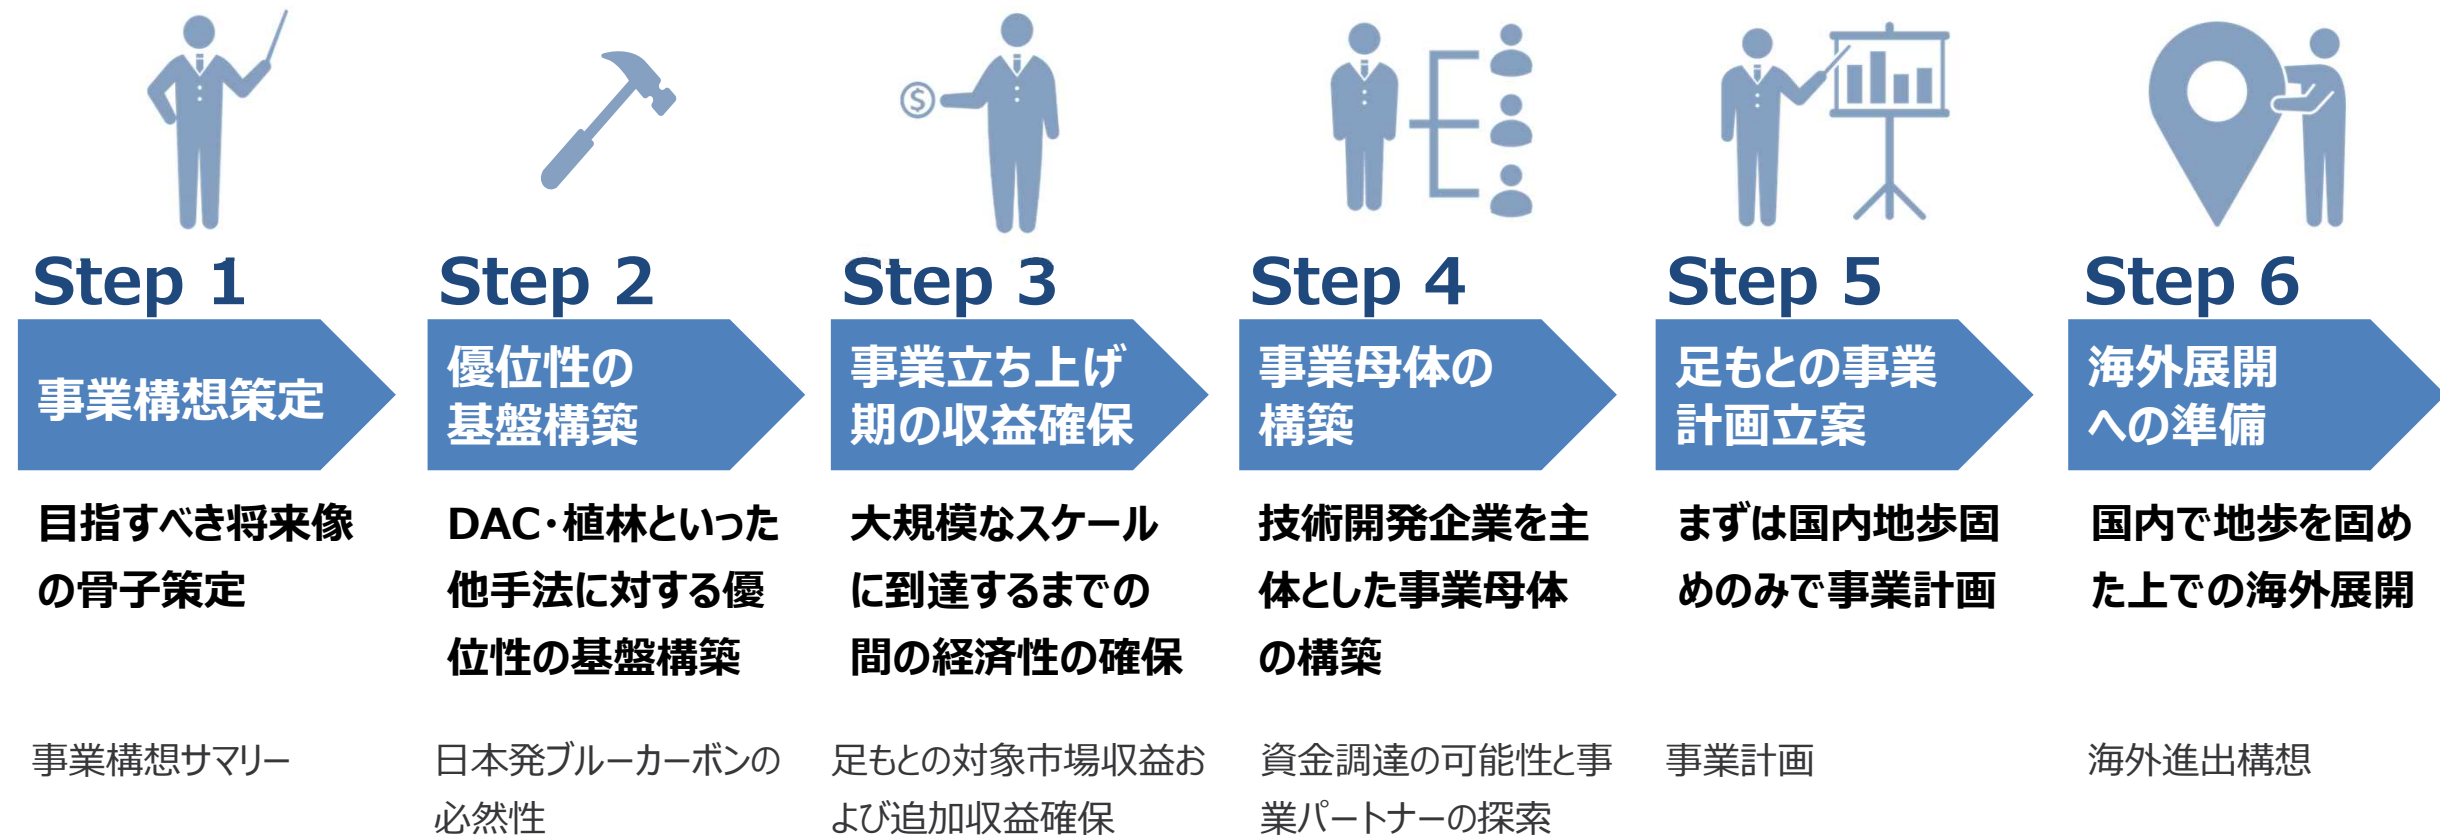 Step 1
事業構想策定
目指すべき将来像
の骨子策定
事業構想サマリー
Step 2
優位性の
基盤構築
DAC・植林といった
他手法に対する優
位性の基盤構築
日本発ブルーカーボンの
必然性
Step 3
事業立ち上げ
期の収益確保
大規模なスケール
に到達するまでの
間の経済性の確保
足もとの対象市場収益お
よび追加収益確保
Step 4
事業母体の
構築
技術開発企業を主
体とした事業母体
の構築
資金調達の可能性と事
業パートナーの探索
Step 5
足もとの事業
計画立案
まずは国内地歩固
めのみで事業計画
事業計画
Step 6
海外展開
への準備
国内で地歩を固め
た上での海外展開
海外進出構想